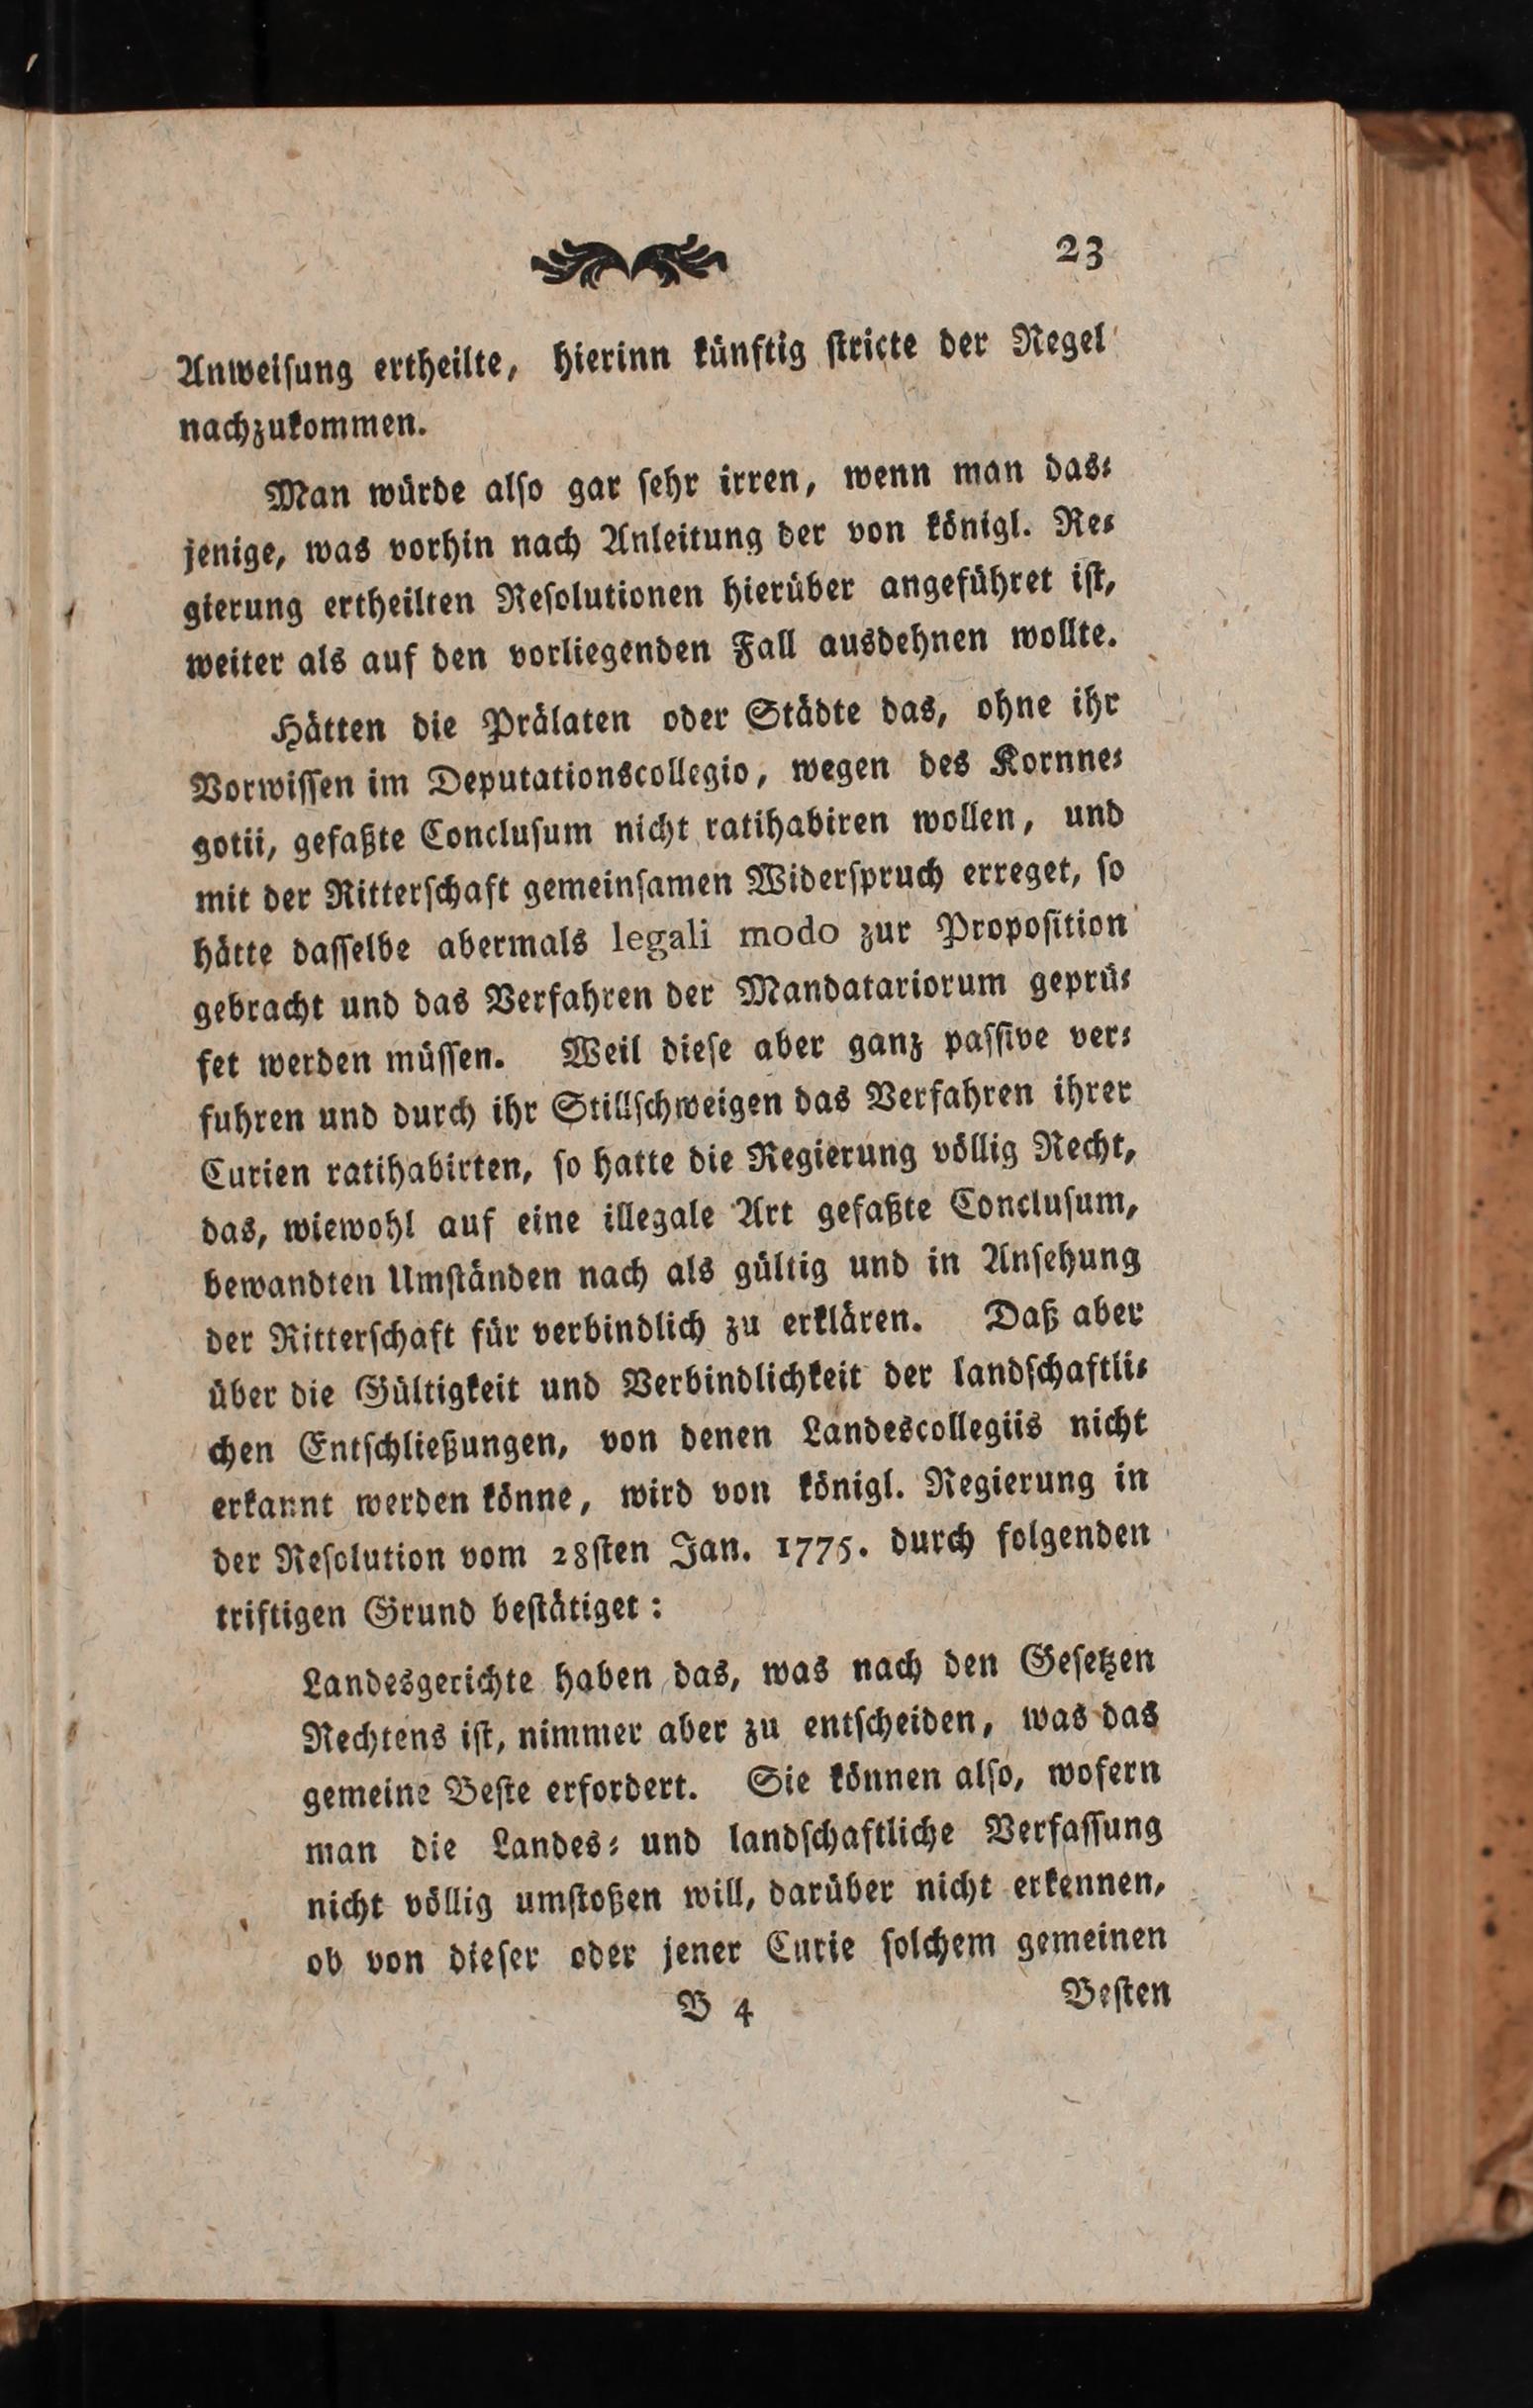 23
Anweiſung ertheilte, hierinn künftig ſtricte der Regel
nachzukommen.
Man würde alſo gar ſehr irren, wenn man das⸗
jenige, was vorhin nach Anleitung der von königl. Re⸗
gierung ertheilten Reſolutionen hierüber angeführet iſt,
weiter als auf den vorliegenden Fall ausdehnen wollte.
Hätten die Prälaten oder Städte das, ohne ihr
Vorwiſſen im Deputationscollegio, wegen des Kornne⸗
gotii, gefaßte Concluſum nicht ratihabiren wollen, und
mit der Ritterſchaft gemeinſamen Widerſpruch erreget, ſo
hätte daſſelbe abermals legali modo zur Propoſition
gebracht und das Verfahren der Mandatariorum geprü⸗
fet werden müſſen. Weil dieſe aber ganz paſſive ver⸗
fuhren und durch ihr Stillſchweigen das Verfahren ihrer
Curien ratihabirten, ſo hatte die Regierung völlig Recht,
das, wiewohl auf eine illegale Art gefaßte Concluſum,
bewandten Umſtänden nach als gültig und in Anſehung
der Ritterſchaft für verbindlich zu erklären. Daß aber
über die Gültigkeit und Verbindlichkeit der landſchaftli⸗
chen Entſchließungen, von denen Landescollegiis nicht
erkannt werden könne, wird von königl. Regierung in
der Reſolution vom 28ſten Jan. 1775. durch folgenden
triftigen Grund beſtätiget:
Landesgerichte haben das, was nach den Geſetzen
Rechtens iſt, nimmer aber zu entſcheiden, was das
gemeine Beſte erfordert. Sie können alſo, wofern
man die Landes⸗ und landſchaftliche Verfaſſung
nicht völlig umſtoßen will, darüber nicht erkennen,
ob von dieſer oder jener Curie ſolchem gemeinen
B 4 Beſten